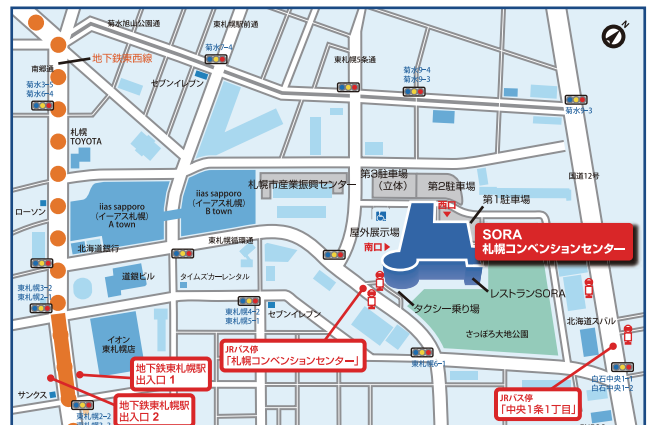 菊水旭山公園通
東札幌駅前通
N
地下鉄東西線
菊水7-4
南郷通
東札幌5条通
菊水3-5
菊水6-4
セブンイレブン
菊水9-4
菊水9-3
菊水9-3
札幌
TOYOTA
国道12号
札幌市産業振興センター
第3駐車場
（立体）
第2駐車場
第1駐車場
iias sapporo
（イーアス札幌）
A town
iias sapporo
（イーアス札幌）
B town
ローソン
南口
屋外展示場
南口
SORA
札幌コンベンションセンター
北海道銀行
東札幌循環通
道銀ビル
タイムズカーレンタル
レストランSORA
東札幌3-2
東札幌2-1
東札幌4-2
東札幌5-1
セブンイレブン
タクシー乗り場
さっぽろ大地公園
北海道スバル
イオン
東札幌店
JRバス停
「札幌コンベンションセンター」
東札幌6-1
地下鉄東札幌駅
出入口 1
白石中央1-1
白石中央1-2
サンクス
地下鉄東札幌駅
出入口 2
JRバス停
「中央1条1丁目」
東札幌2-2